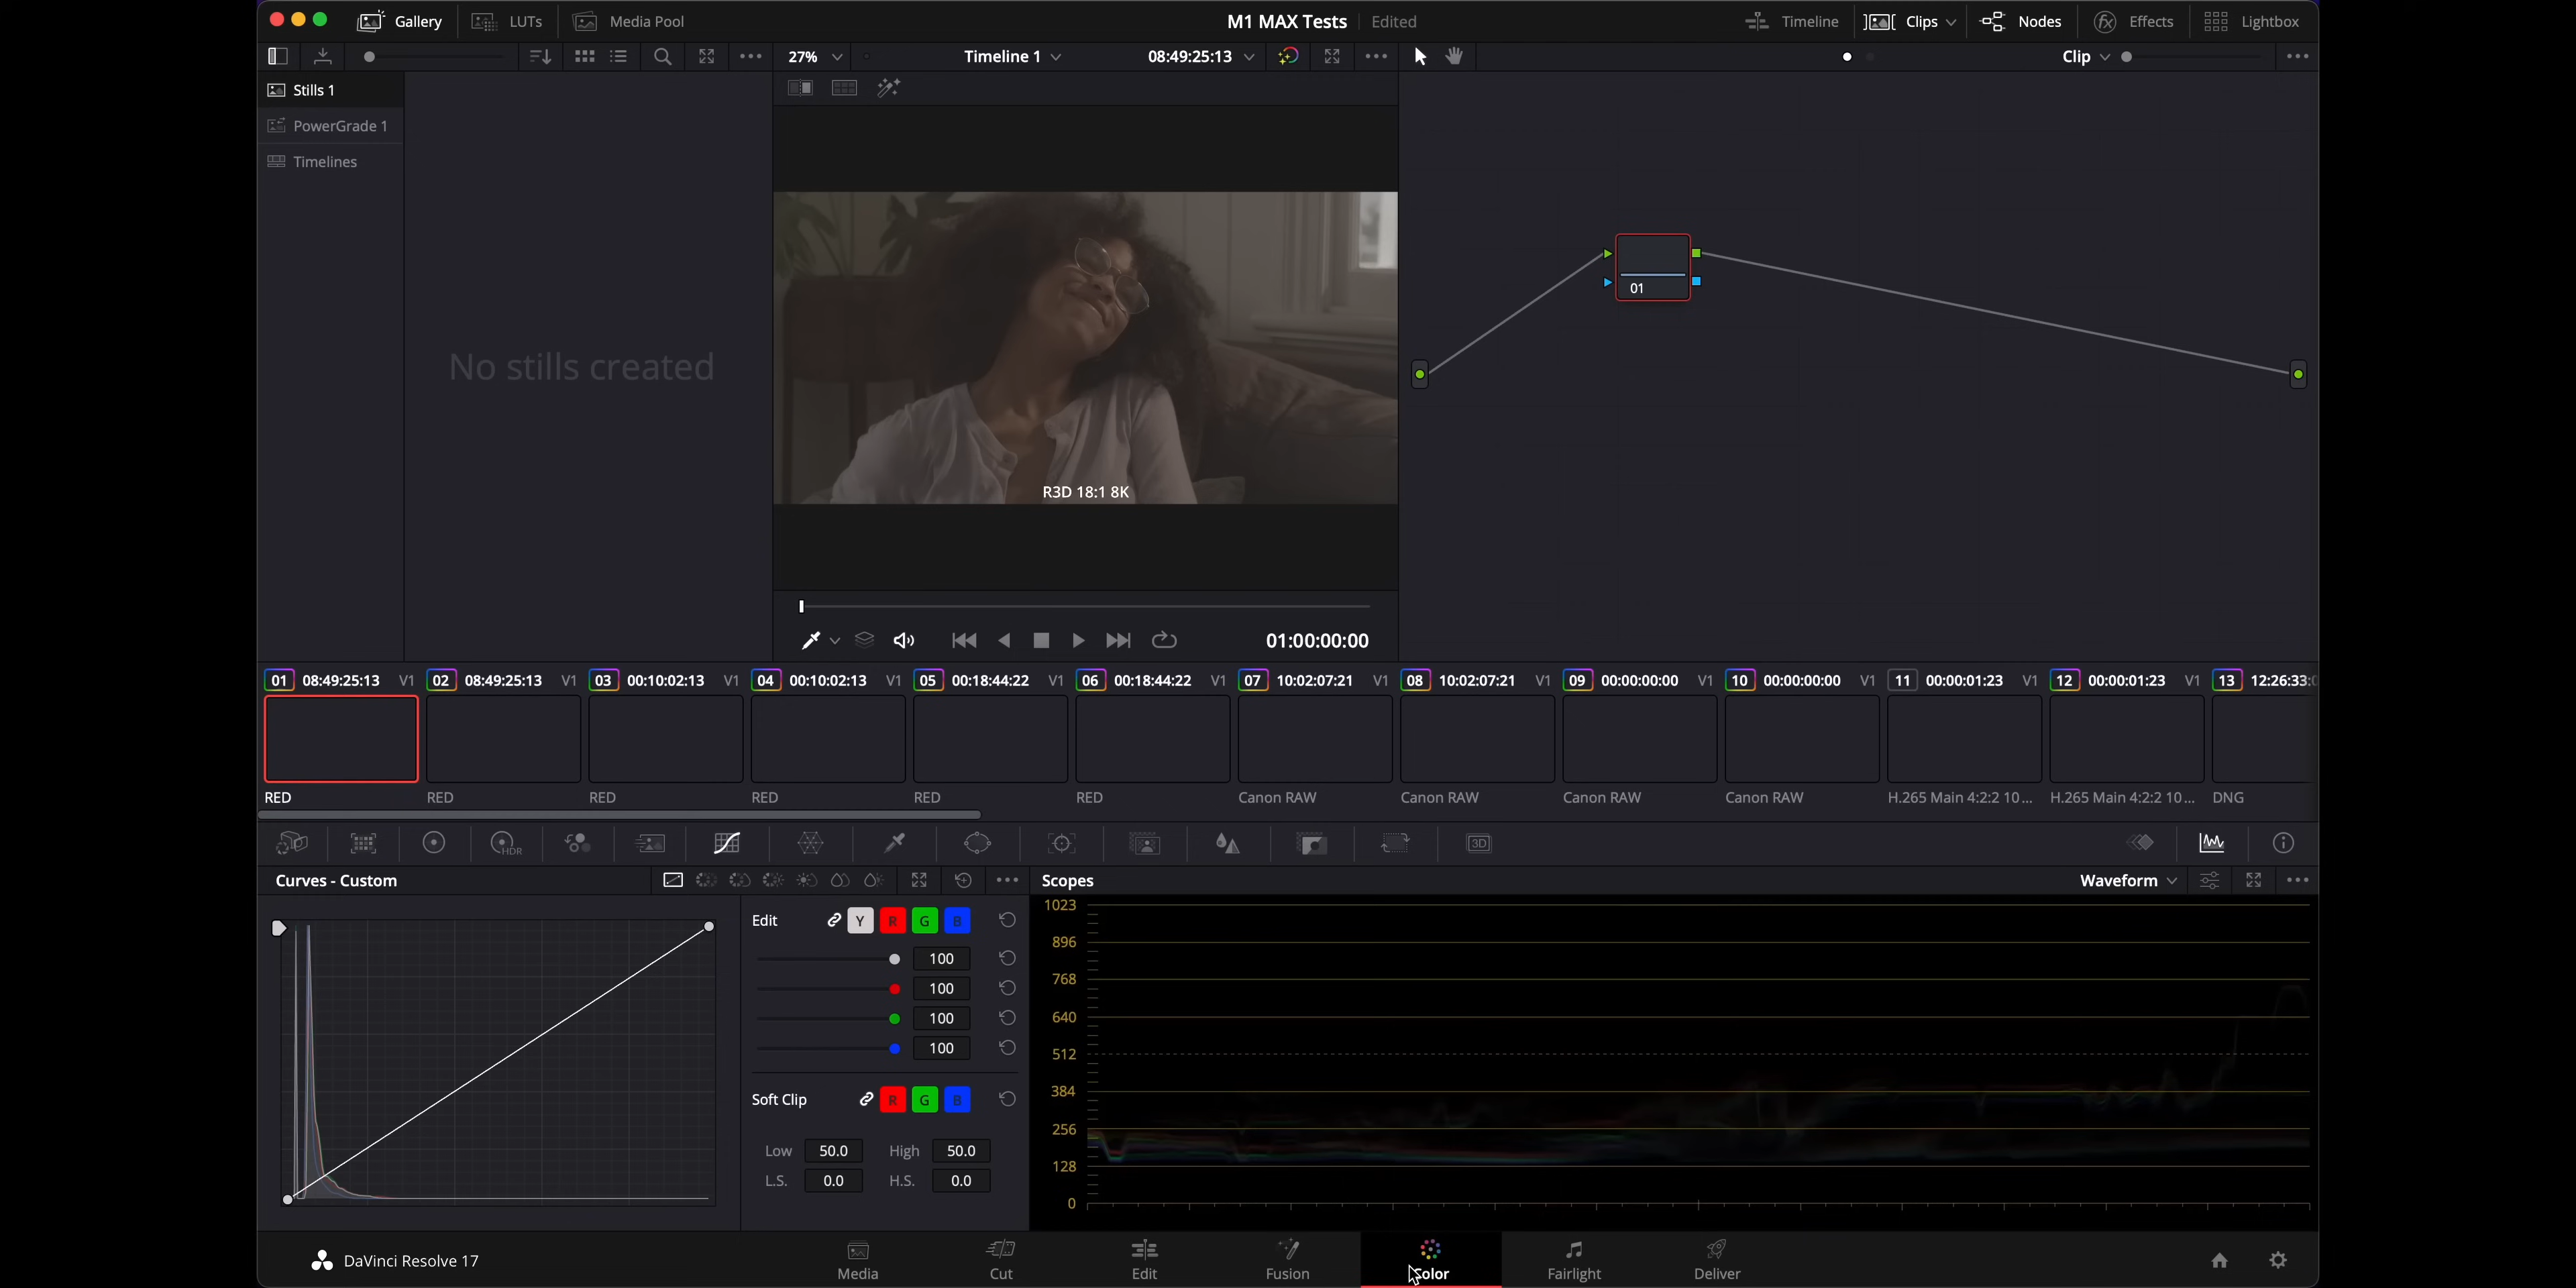 Gallery LUTs Media Pool M1 MAX Tests Edited Timeline Clips Nodes Effects Lightbox
27% Timeline 1 08:49:25:13 Clip
Stills 1
PowerGrade 1
Timelines
No stills created
R3D 18:1 8K
01
01:00:00:00
01 08:49:25:13 V1 02 08:49:25:13 V1 03 00:10:02:13 V1 04 00:10:02:13 V1 05 00:18:44:22 V1 06 00:18:44:22 V1 07 10:02:07:21 V1 08 10:02:07:21 V1 09 00:00:00:00 V1 10 00:00:00:00 V1 11 00:00:01:23 V1 12 00:00:01:23 V1 13 12:26:33:
RED RED RED RED RED RED Canon RAW Canon RAW Canon RAW Canon RAW H.265 Main 4:2:2 10... H.265 Main 4:2:2 10... DNG
HDR 3D
Curves - Custom Scopes Waveform
Edit Y R G B
100
100
100
100
Soft Clip R G B
Low 50.0 High 50.0
L.S. 0.0 H.S. 0.0
1023
896
768
640
512
384
256
128
0
DaVinci Resolve 17 Media Cut Edit Fusion Color Fairlight Deliver